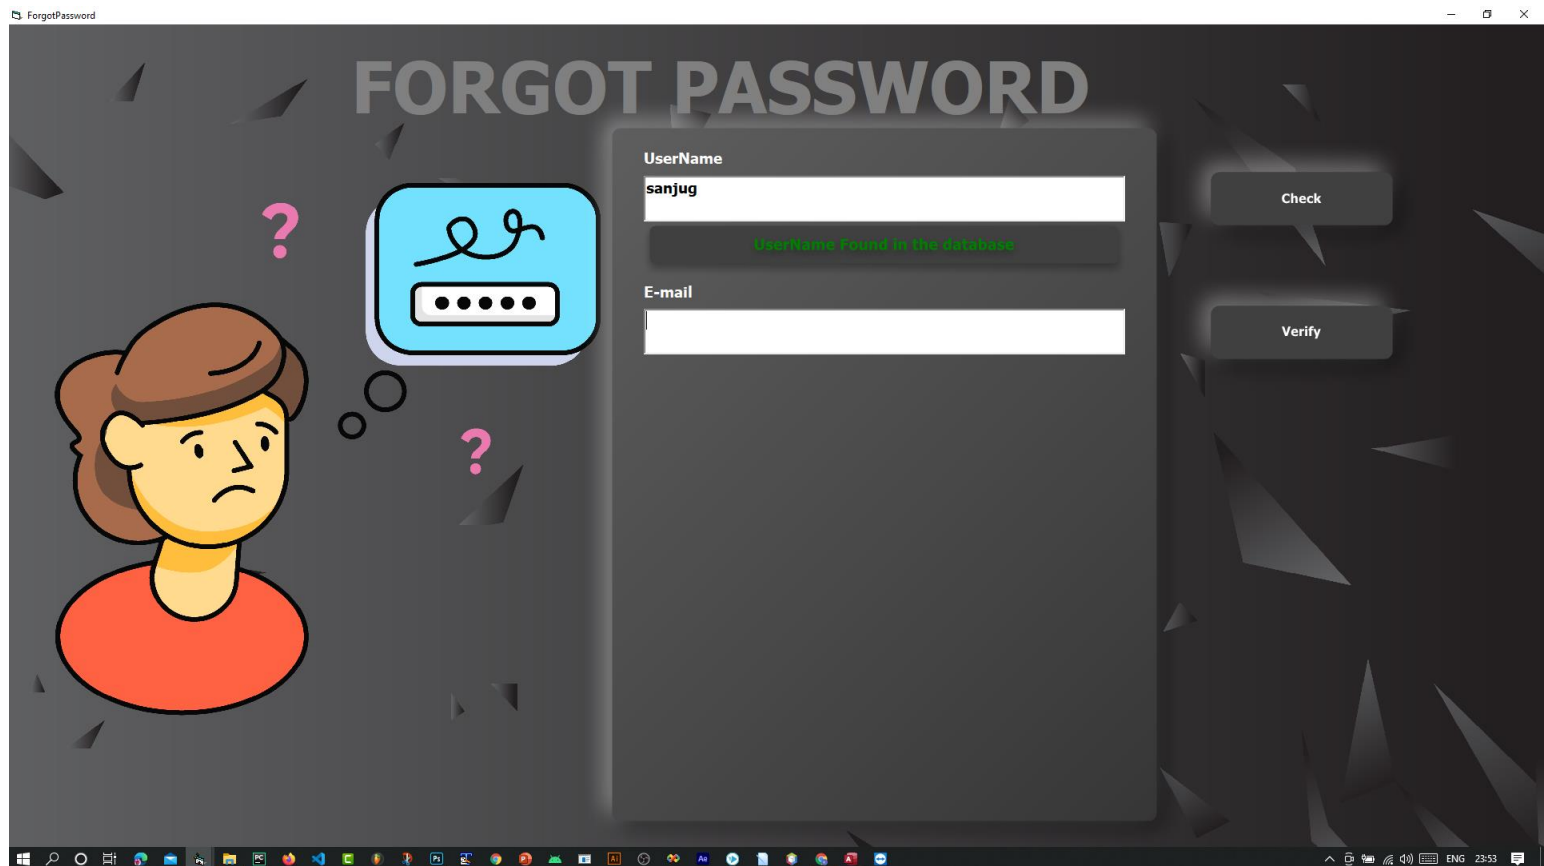 ForgotPassword
FORGOT PASSWORD
UserName
sanjug
Check
UserName Found in the database
E-mail
Verify
ENG 23:53